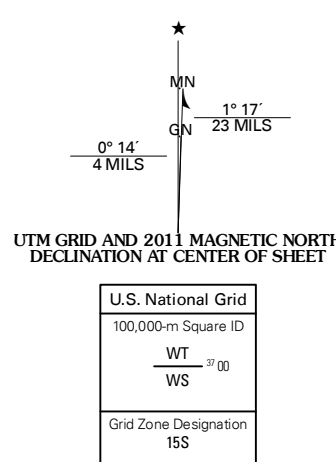 ★
MN
1° 17´
23 MILS
GN
0° 14´
4 MILS
UTM GRID AND 2011 MAGNETIC NORTH
DECLINATION AT CENTER OF SHEET
U.S. National Grid
100,000-m Square ID
WT
37 00
WS
Grid Zone Designation
15S